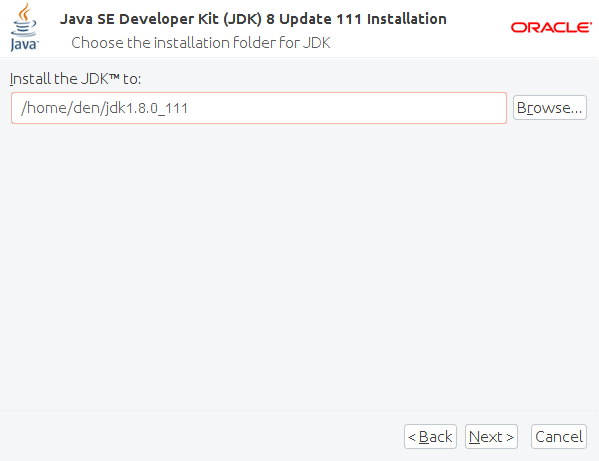 Java SE Developer Kit (JDK) 8 Update 111 Installation
Choose the installation folder for JDK
Java™
ORACLE®
Install the JDK™ to:
/home/den/jdk1.8.0_111
Browse...
< Back
Next >
Cancel